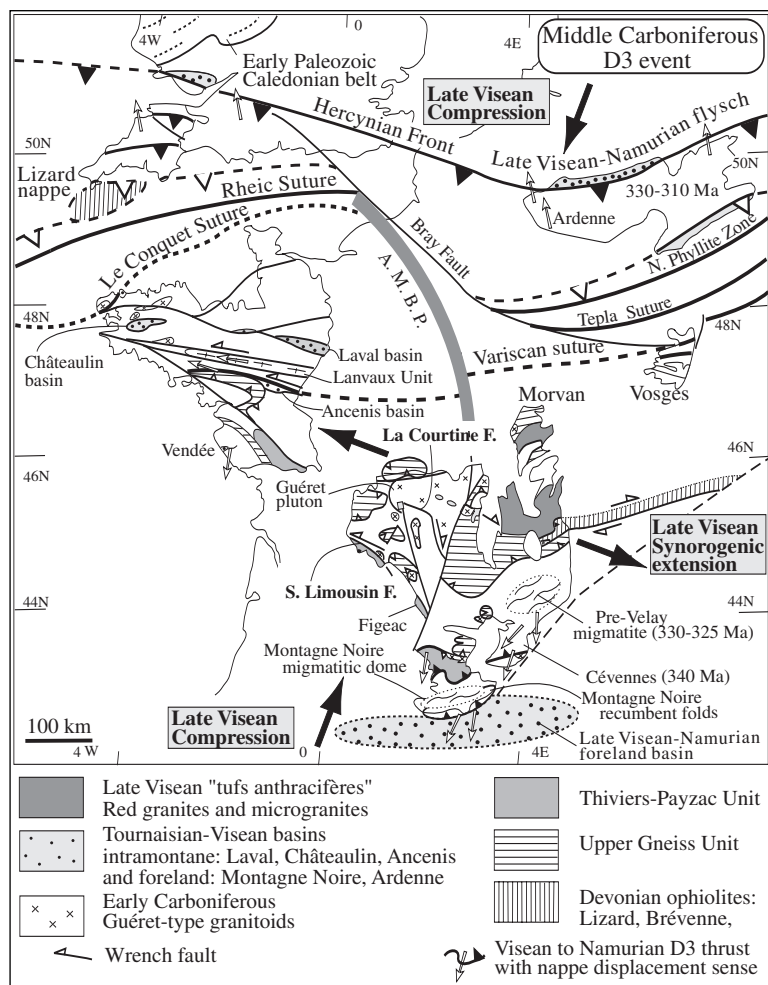 4 W
0
4E
Middle Carboniferous
D3 event
Early Paleozoic
Caledonian belt
Late Visean
Compression
Hercynian Front
Late Visean-Namurian flysch
50N
50N
Lizard
nappe
Rheic Suture
330-310 Ma
Ardenne
Le Conquet Suture
Bray Fault
N. Phyllite Zone
A. M. B. P.
48N
Tepla Suture
48N
Châteaulin
basin
Laval basin
Variscan suture
Lanvaux Unit
Vosges
Ancenis basin
Morvan
La Courtine F.
Vendée
46N
46N
Guéret
pluton
Late Visean
Synorogenic
extension
S. Limousin F.
44N
44N
Figeac
Pre-Velay
migmatite (330-325 Ma)
Montagne Noire
migmatitic dome
Cévennes (340 Ma)
Montagne Noire
recumbent folds
Late Visean
Compression
100 km
Late Visean-Namurian
foreland basin
4 W
0
4E
Late Visean "tufs anthracifères"
Red granites and microgranites
Thiviers-Payzac Unit
Tournaisian-Visean basins
intramontane: Laval, Châteaulin, Ancenis
and foreland: Montagne Noire, Ardenne
Upper Gneiss Unit
Early Carboniferous
Guéret-type granitoids
Devonian ophiolites:
Lizard, Brévenne,
Wrench fault
Visean to Namurian D3 thrust
with nappe displacement sense